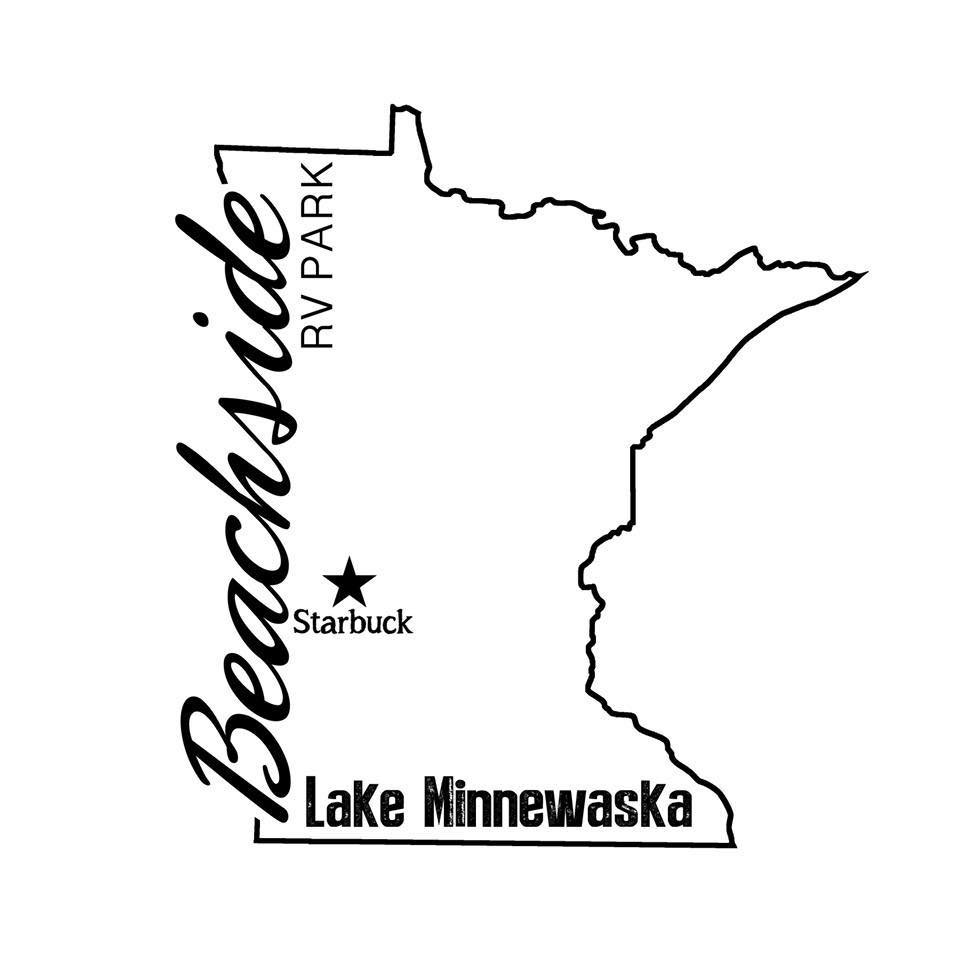 Beachside
RV PARK
Starbuck
Lake Minnewaska